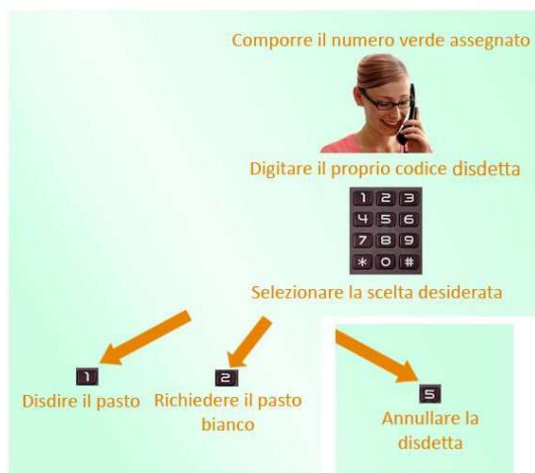 Comporre il numero verde assegnato
Digitare il proprio codice disdetta
1 2 3
4 5 6
7 8 9
* 0 #
Selezionare la scelta desiderata
1
Disdire il pasto
2
Richiedere il pasto
bianco
5
Annullare la
disdetta